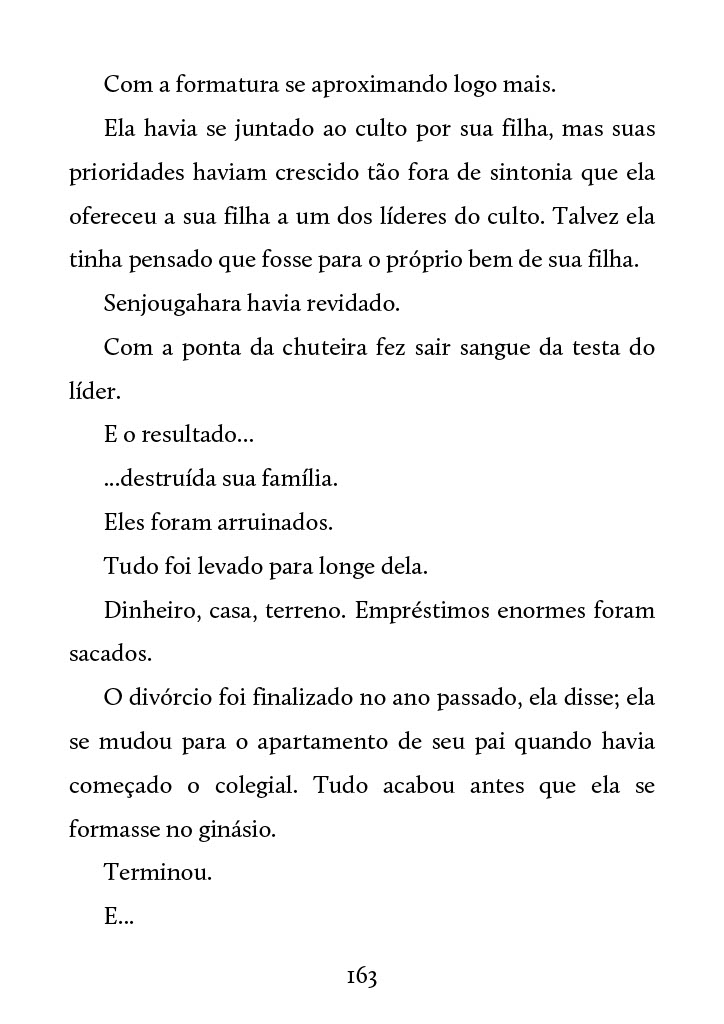 Com a formatura se aproximando logo mais.
Ela havia se juntado ao culto por sua filha, mas suas
prioridades haviam crescido tão fora de sintonia que ela
ofereceu a sua filha a um dos líderes do culto. Talvez ela
tinha pensado que fosse para o próprio bem de sua filha.
Senjougahara havia revidado.
Com a ponta da chuteira fez sair sangue da testa do
líder.
E o resultado...
...destruída sua família.
Eles foram arruinados.
Tudo foi levado para longe dela.
Dinheiro, casa, terreno. Empréstimos enormes foram
sacados.
O divórcio foi finalizado no ano passado, ela disse; ela
se mudou para o apartamento de seu pai quando havia
começado o colegial. Tudo acabou antes que ela se
formasse no ginásio.
Terminou.
E...
163